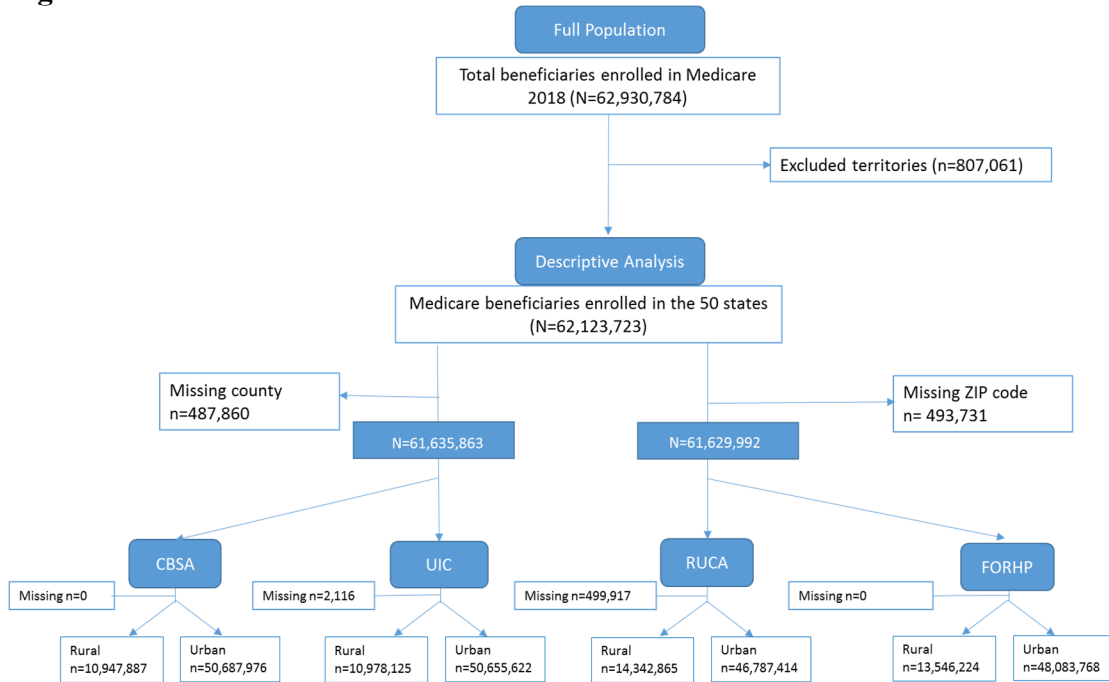 Full Population
Total beneficiaries enrolled in Medicare
2018 (N=62,930,784)
Excluded territories (n=807,061)
Descriptive Analysis
Medicare beneficiaries enrolled in the 50 states
(N=62,123,723)
Missing county
n=487,860
Missing ZIP code
n= 493,731
N=61,635,863
N=61,629,992
CBSA
UIC
RUCA
FORHP
Missing n=0
Missing n=2,116
Missing n=499,917
Missing n=0
Rural
n=10,947,887
Urban
n=50,687,976
Rural
n=10,978,125
Urban
n=50,655,622
Rural
n=14,342,865
Urban
n=46,787,414
Rural
n=13,546,224
Urban
n=48,083,768